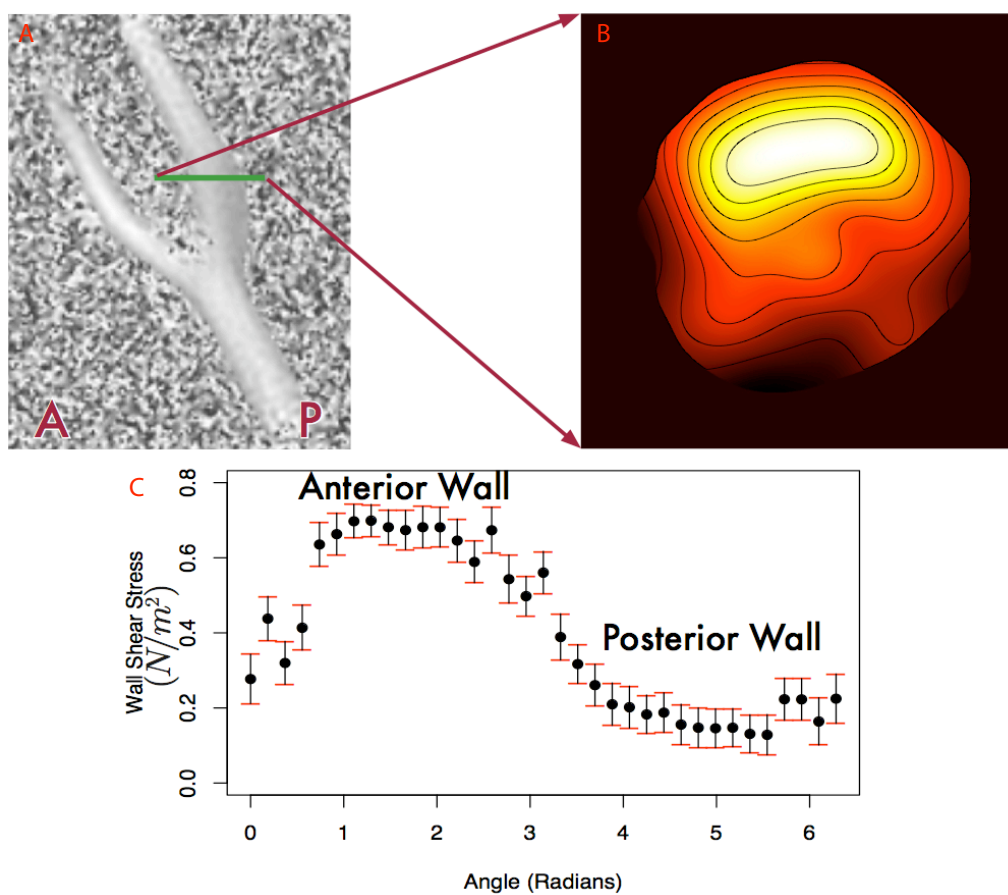 A
B
A
P
C
Anterior Wall
Posterior Wall
Wall Shear Stress
(N/m²)
0.8
0.6
0.4
0.2
0.0
0 1 2 3 4 5 6
Angle (Radians)